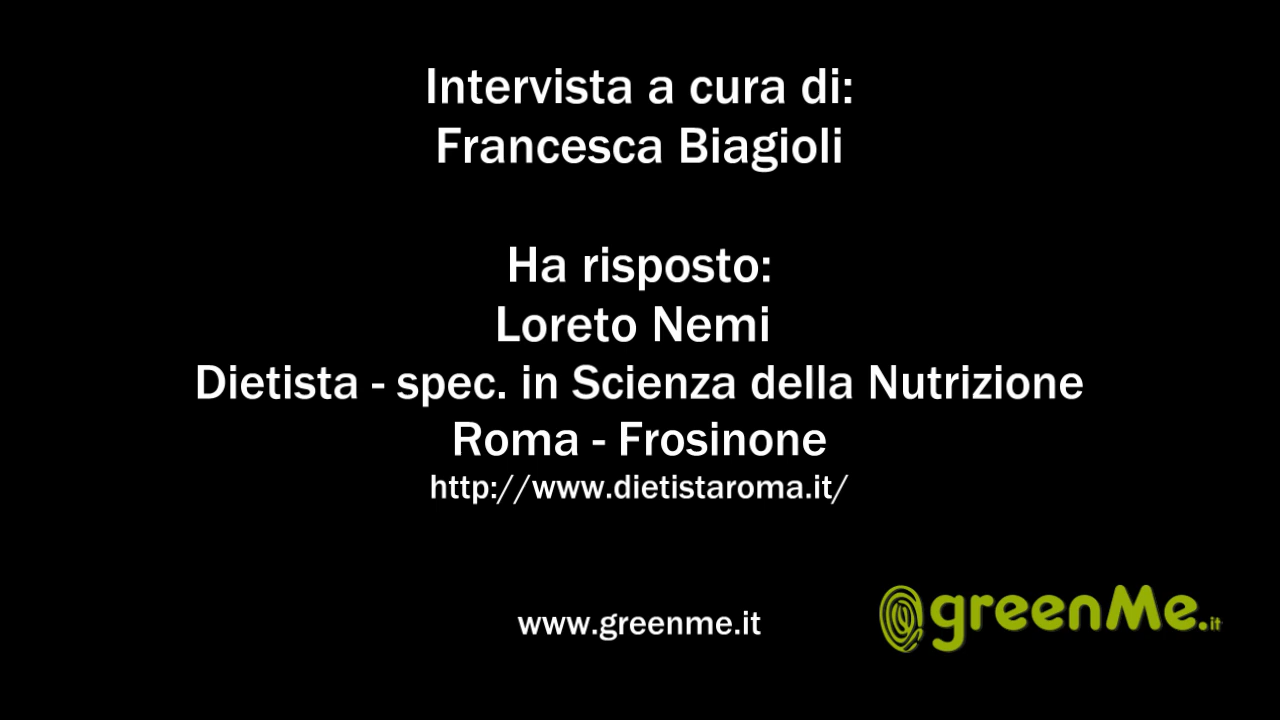 Intervista a cura di:
Francesca Biagioli
Ha risposto:
Loreto Nemi
Dietista - spec. in Scienza della Nutrizione
Roma - Frosinone
http://www.dietistaroma.it/
www.greenme.it
greenMe.it